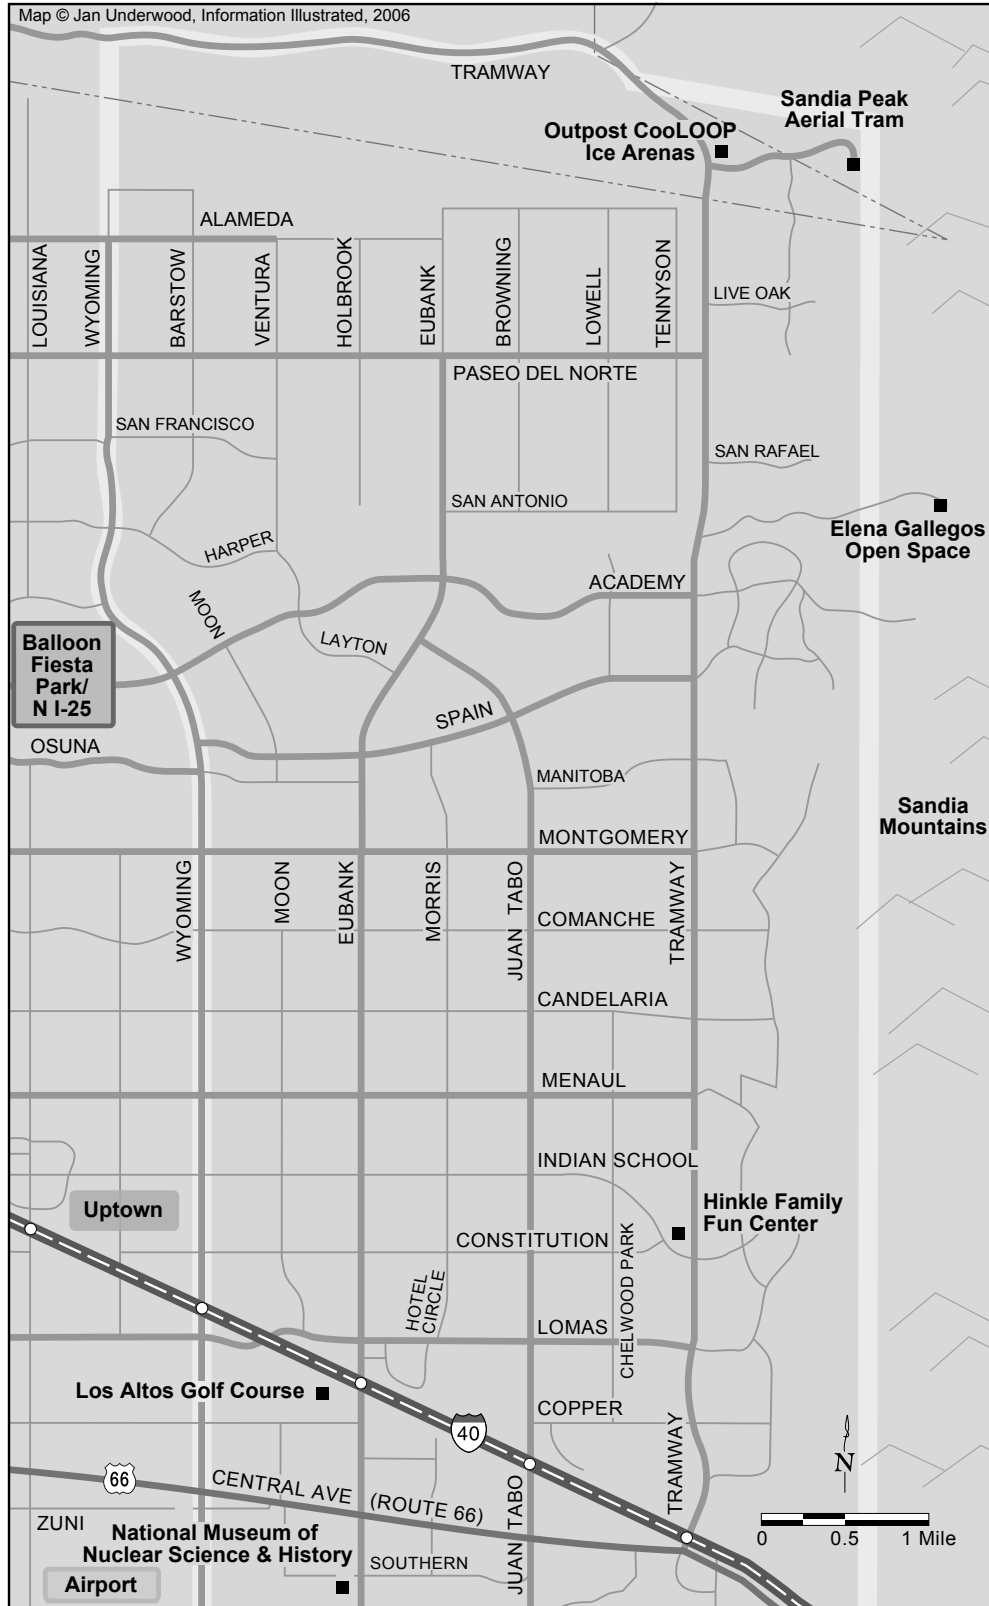 Map © Jan Underwood, Information Illustrated, 2006
TRAMWAY
Sandia Peak
Aerial Tram
Outpost CooLOOP
Ice Arenas
ALAMEDA
LOUISIANA
WYOMING
BARSTOW
VENTURA
HOLBROOK
EUBANK
BROWNING
LOWELL
TENNYSON
LIVE OAK
PASEO DEL NORTE
SAN FRANCISCO
SAN RAFAEL
SAN ANTONIO
Elena Gallegos
Open Space
HARPER
ACADEMY
MOON
LAYTON
Balloon
Fiesta
Park/
N I-25
SPAIN
OSUNA
MANITOBA
Sandia
Mountains
MONTGOMERY
WYOMING
MOON
EUBANK
MORRIS
JUAN TABO
TRAMWAY
COMANCHE
CANDELARIA
MENAUL
INDIAN SCHOOL
Uptown
Hinkle Family
Fun Center
CONSTITUTION
CHELWOOD PARK
HOTEL
CIRCLE
LOMAS
Los Altos Golf Course
COPPER
40
TRAMWAY
N
66
CENTRAL AVE (ROUTE 66)
JUAN TABO
ZUNI
National Museum of
Nuclear Science & History
SOUTHERN
Airport
0 0.5 1 Mile